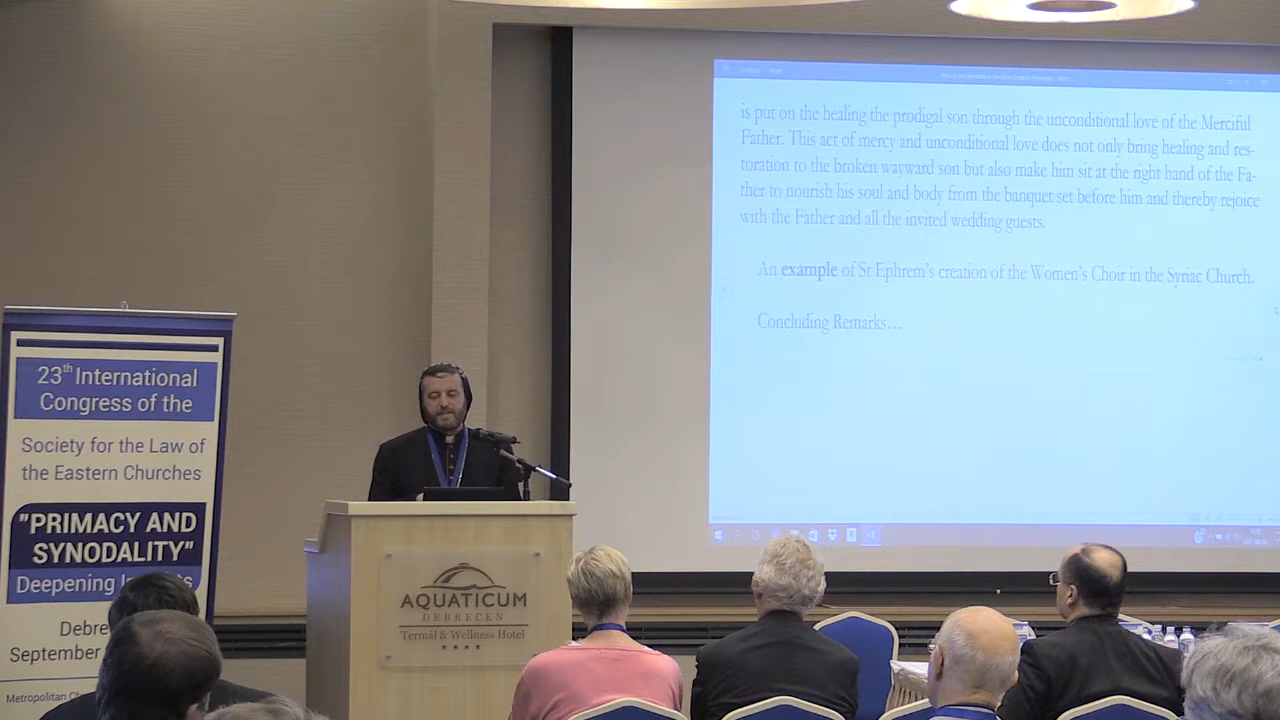 23th International
Congress of the
Society for the Law of
the Eastern Churches
"PRIMACY AND
SYNODALITY"
Deepening
Debre
September
Metropolitan
AQUATICUM
DEBRECEN
Termál & Wellness Hotel
is put on the healing the prodigal son through the unconditional love of the Merciful
Father. This act of mercy and unconditional love does not only bring healing and res-
toration to the broken wayward son but also make him sit at the right hand of the Fa-
ther to nourish his soul and body from the banquet set before him and thereby rejoice
with the Father and all the invited wedding guests.
An example of St Ephrem's creation of the Women's Choir in the Syriac Church.
Concluding Remarks…